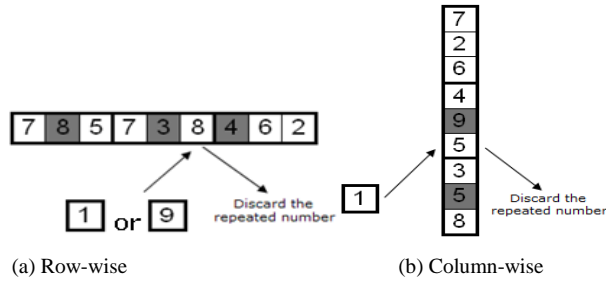 7 8 5 7 3 8 4 6 2
1 or 9
Discard the
repeated number
(a) Row-wise
7
2
6
4
9
5
3
5
8
1
Discard the
repeated number
(b) Column-wise